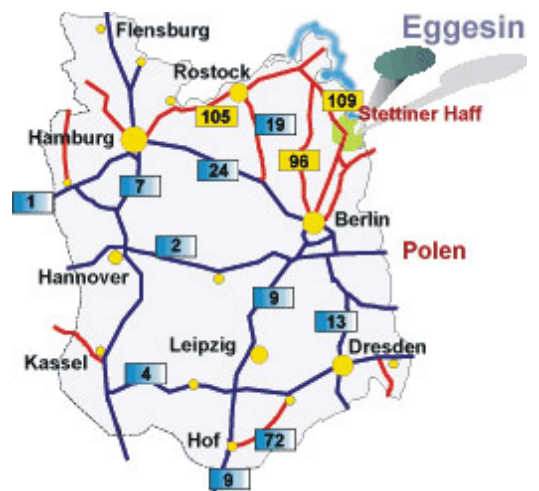 Flensburg
Eggesin
Rostock
109
Stettiner Haff
105
19
Hamburg
96
24
7
1
Berlin
2
Polen
Hannover
9
13
Leipzig
Dresden
Kassel
4
Hof
72
9